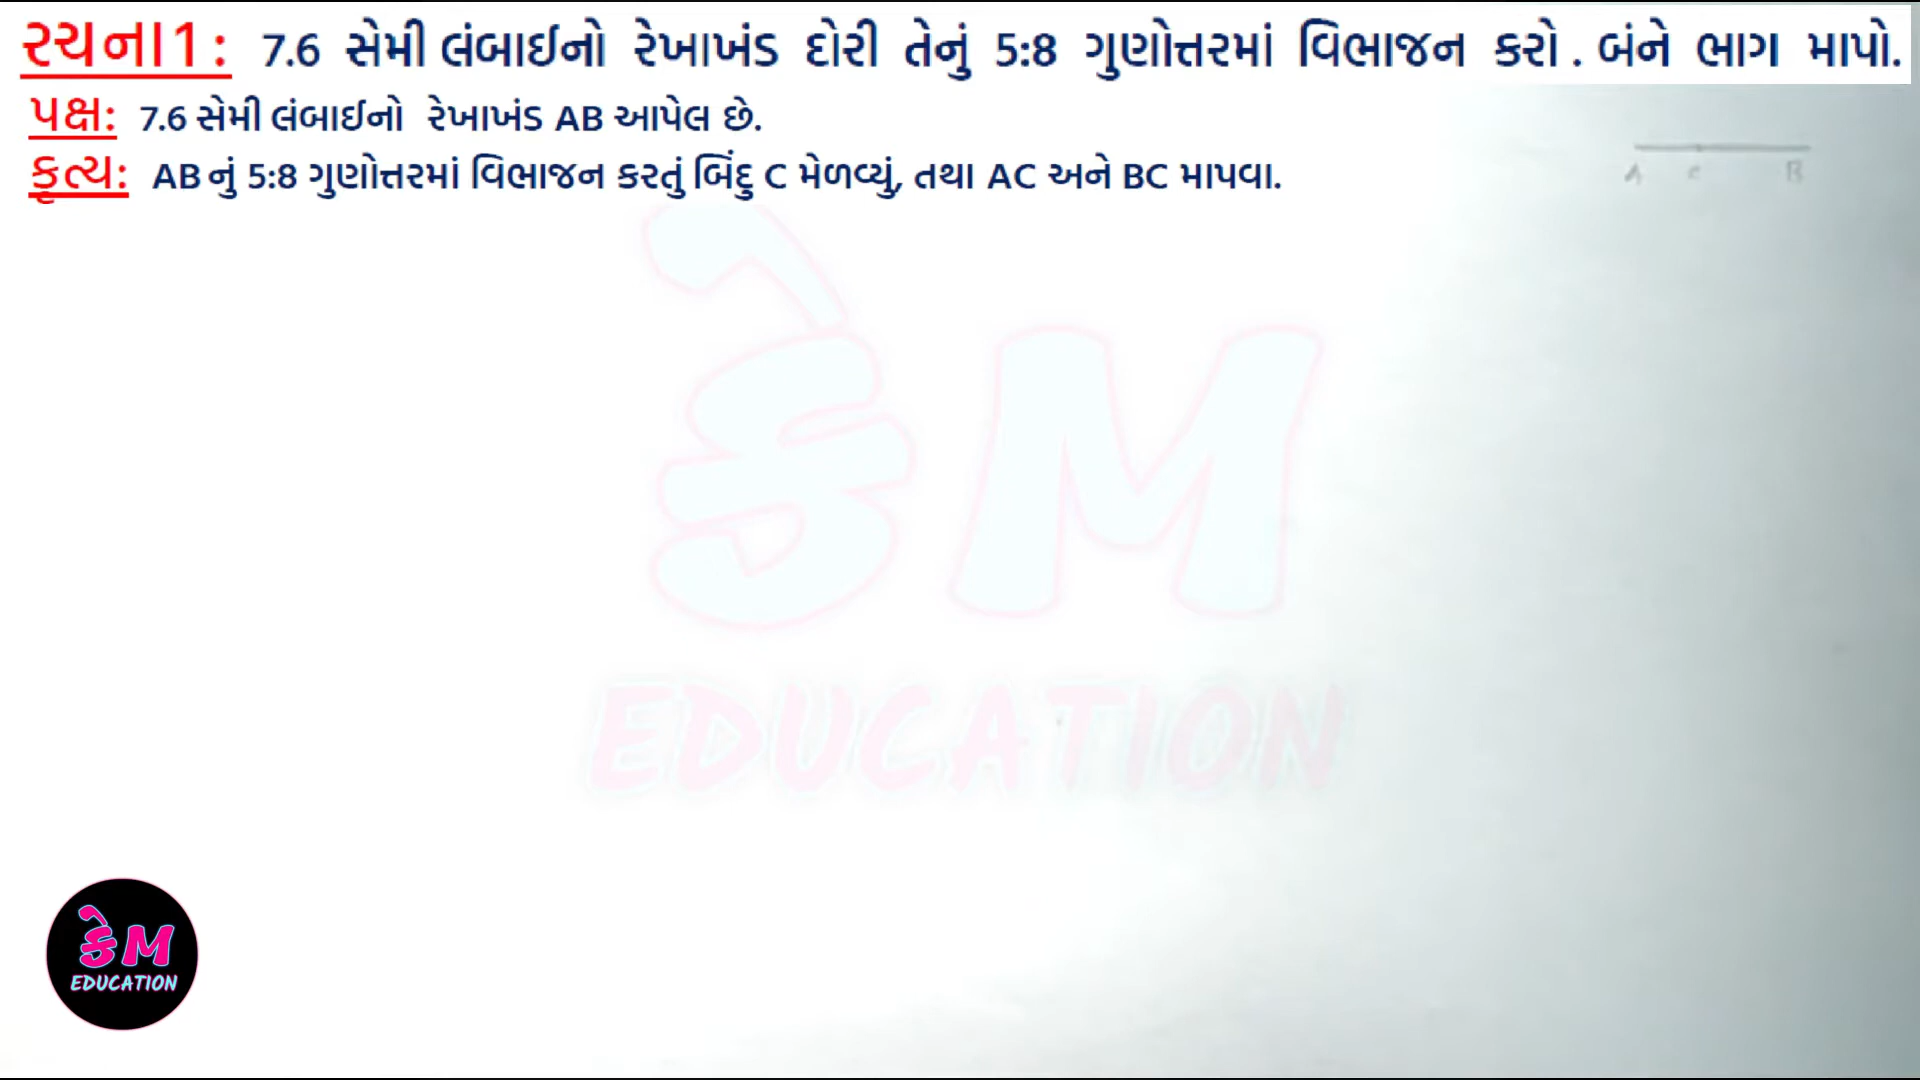 રચના1: 7.6 સેમી લંબાઈનો રેખાખંડ દોરી તેનું 5:8 ગુણોત્તરમાં વિભાજન કરો . બંને ભાગ માપો.
પક્ષ: 7.6 સેમી લંબાઈનો રેખાખંડ AB આપેલ છે.
કૃત્ય: AB નું 5:8 ગુણોત્તરમાં વિભાજન કરતું બિંદુ C મેળવ્યું, તથા AC અને BC માપવા.
A C B
કેM
EDUCATION
કેM
EDUCATION